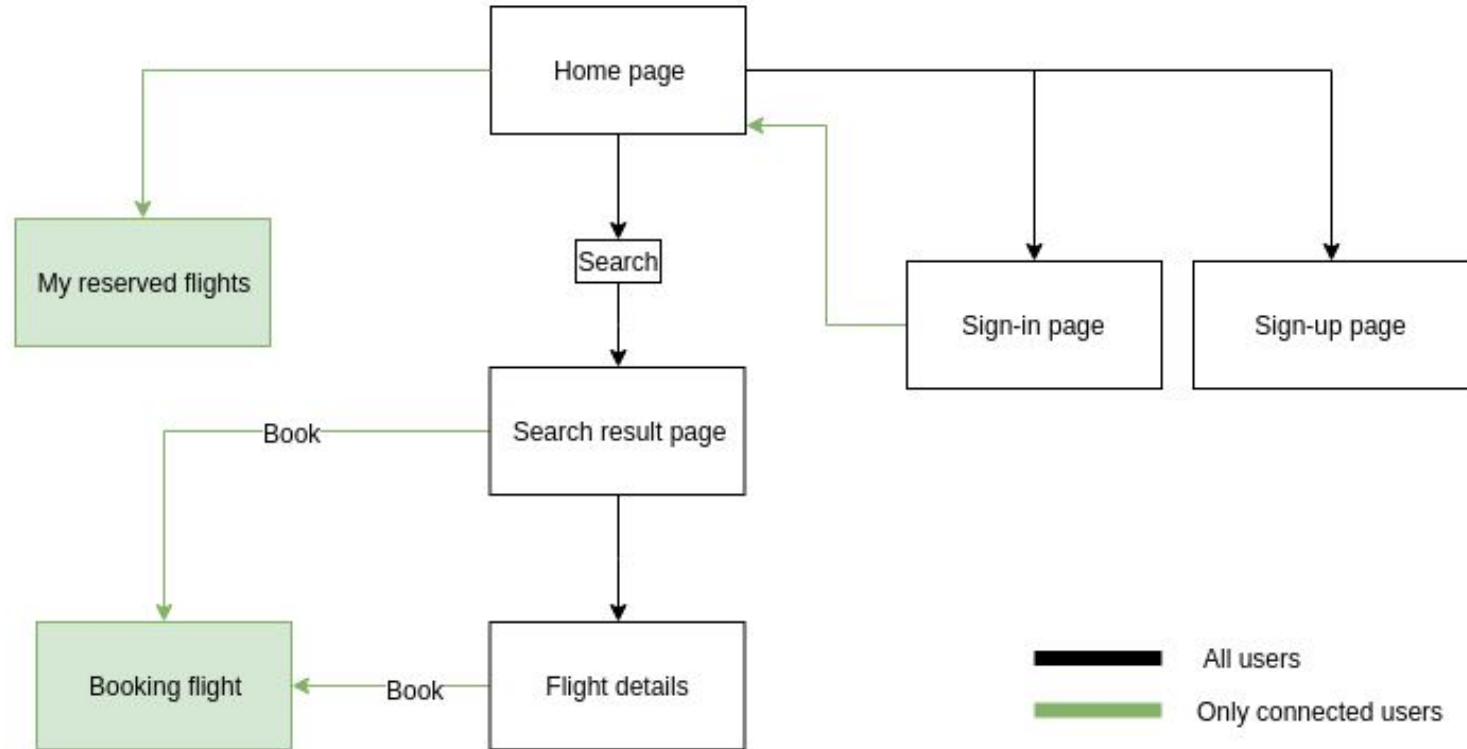 Home page
My reserved flights
Search
Sign-in page
Sign-up page
Search result page
Book
Booking flight
Book
Flight details
All users
Only connected users